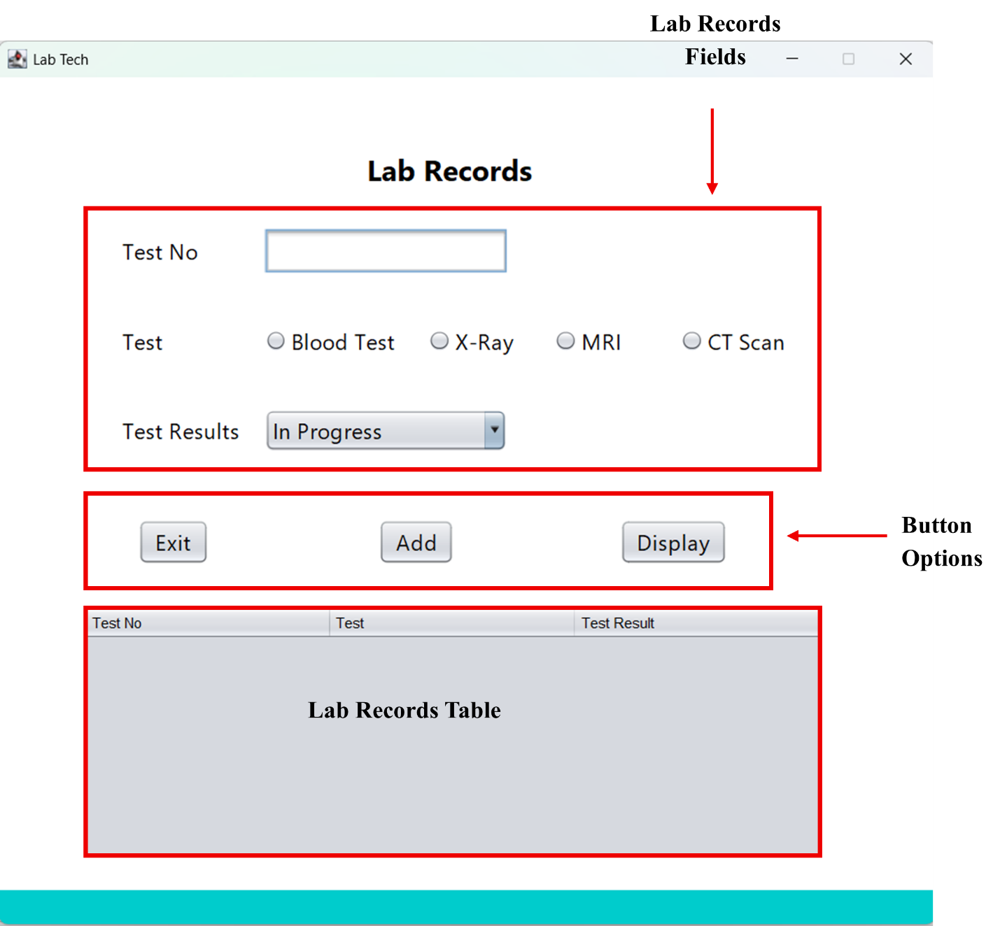 Lab Records
Fields
Lab Tech
Lab Records
Test No
Test Blood Test X-Ray MRI CT Scan
Test Results In Progress
Exit Add Display
Button
Options
Test No Test Test Result
Lab Records Table